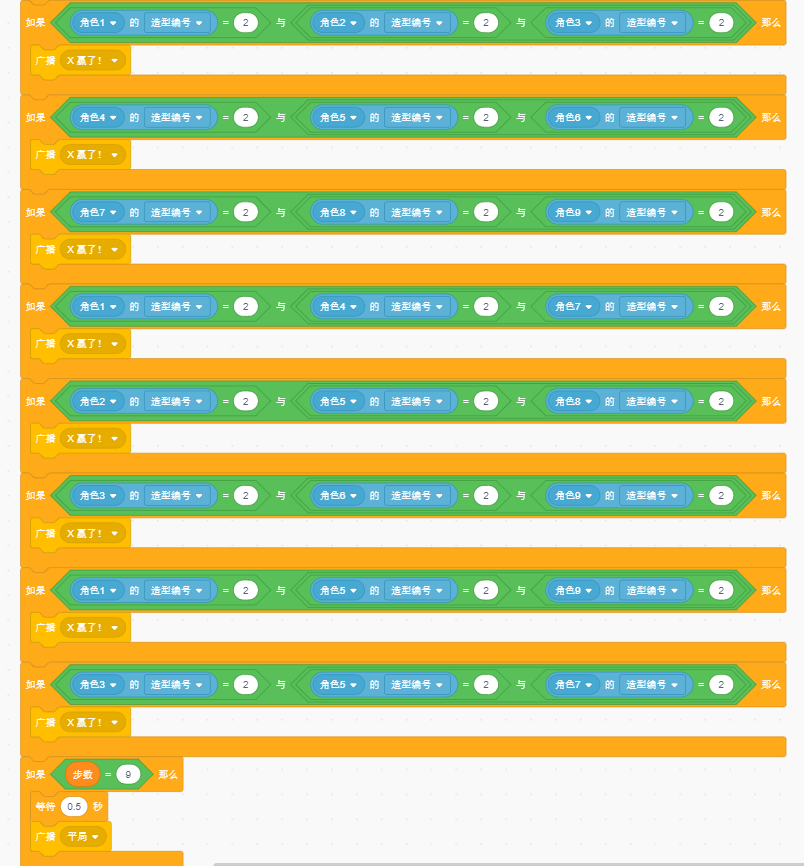 如果 角色1 的 造型编号 = 2 与 角色2 的 造型编号 = 2 与 角色3 的 造型编号 = 2 那么
广播 X 赢了!
如果 角色4 的 造型编号 = 2 与 角色5 的 造型编号 = 2 与 角色6 的 造型编号 = 2 那么
广播 X 赢了!
如果 角色7 的 造型编号 = 2 与 角色8 的 造型编号 = 2 与 角色9 的 造型编号 = 2 那么
广播 X 赢了!
如果 角色1 的 造型编号 = 2 与 角色4 的 造型编号 = 2 与 角色7 的 造型编号 = 2 那么
广播 X 赢了!
如果 角色2 的 造型编号 = 2 与 角色5 的 造型编号 = 2 与 角色8 的 造型编号 = 2 那么
广播 X 赢了!
如果 角色3 的 造型编号 = 2 与 角色6 的 造型编号 = 2 与 角色9 的 造型编号 = 2 那么
广播 X 赢了!
如果 角色1 的 造型编号 = 2 与 角色5 的 造型编号 = 2 与 角色9 的 造型编号 = 2 那么
广播 X 赢了!
如果 角色3 的 造型编号 = 2 与 角色5 的 造型编号 = 2 与 角色7 的 造型编号 = 2 那么
广播 X 赢了!
如果 步数 = 9 那么
等待 0.5 秒
广播 平局